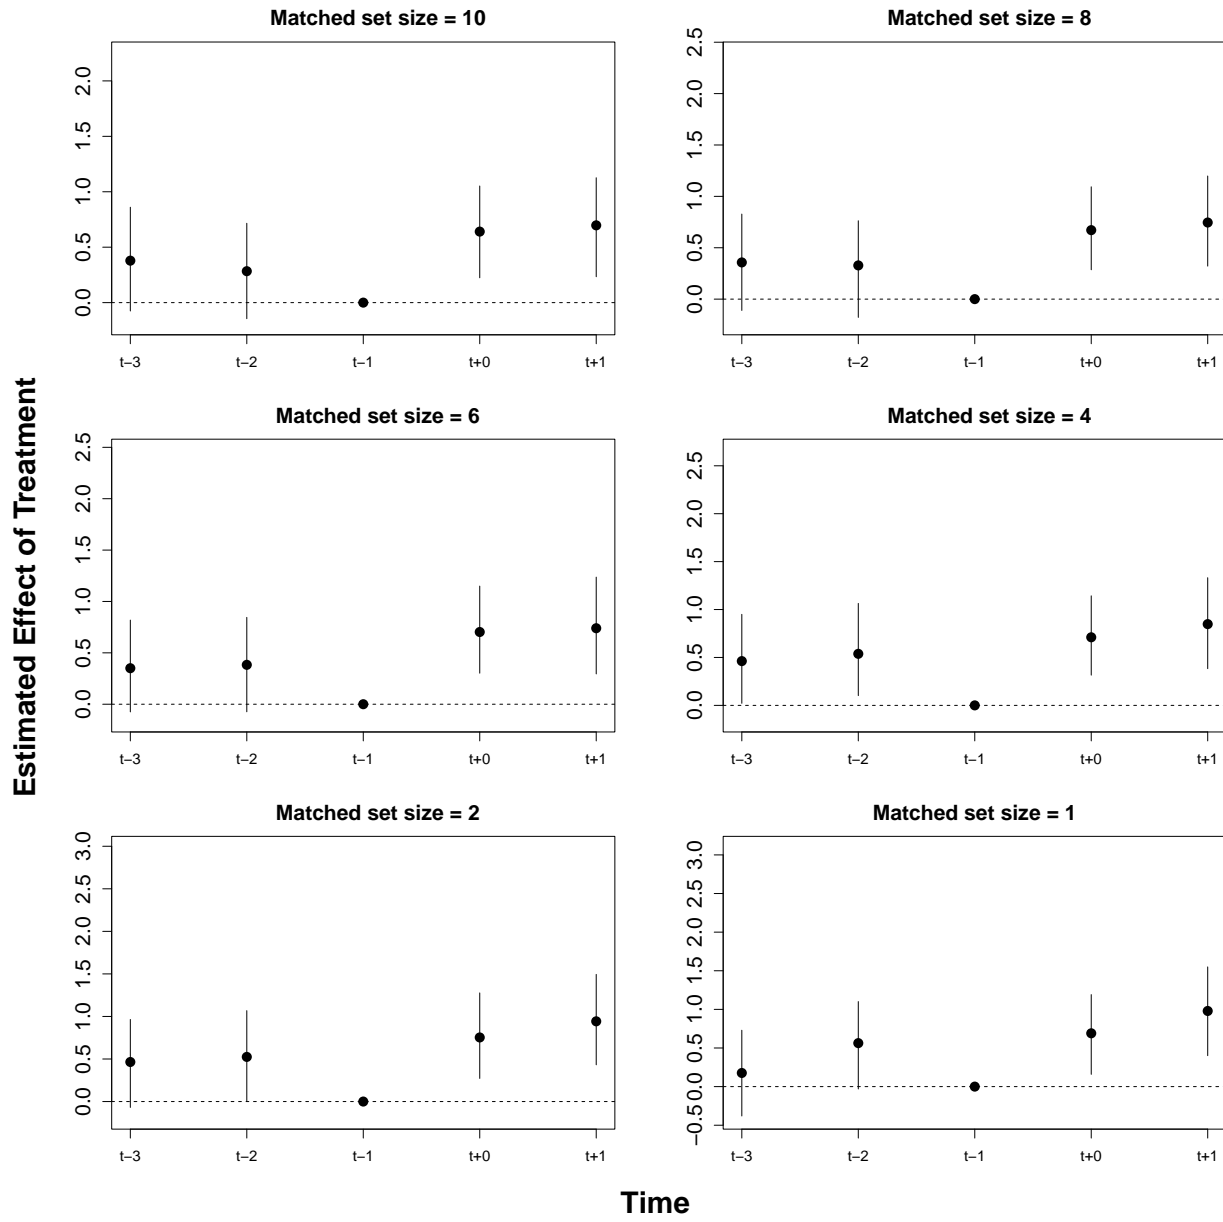 Matched set size = 10
2.0
1.5
1.0
0.5
0.0
t−3 t−2 t−1 t+0 t+1
Matched set size = 8
2.5
2.0
1.5
1.0
0.5
0.0
t−3 t−2 t−1 t+0 t+1
Estimated Effect of Treatment
Matched set size = 6
2.5
2.0
1.5
1.0
0.5
0.0
t−3 t−2 t−1 t+0 t+1
Matched set size = 4
2.5
2.0
1.5
1.0
0.5
0.0
t−3 t−2 t−1 t+0 t+1
Matched set size = 2
3.0
2.5
2.0
1.5
1.0
0.5
0.0
t−3 t−2 t−1 t+0 t+1
Matched set size = 1
3.0
2.5
2.0
1.5
1.0
0.5
0.0
−0.5
t−3 t−2 t−1 t+0 t+1
Time